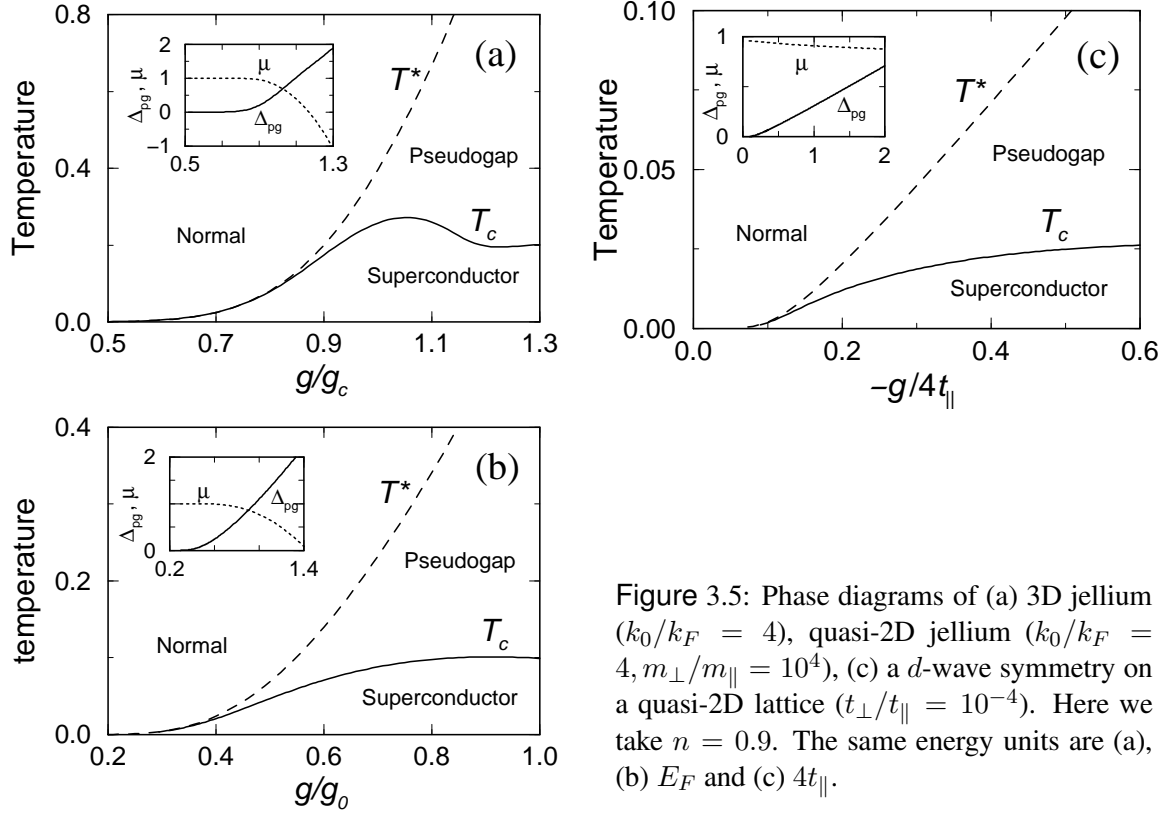 0.8
(a)
2
1
0
−1
Δpg, μ
μ
Δpg
0.5
1.3
T*
Temperature
0.4
Pseudogap
Normal
Tc
Superconductor
0.0
0.5
0.7
0.9
1.1
1.3
g/gc
0.10
(c)
1
0
Δpg, μ
μ
Δpg
0
1
2
T*
Temperature
0.05
Pseudogap
Normal
Tc
Superconductor
0.00
0.0
0.2
0.4
0.6
−g/4t||
0.4
(b)
2
0
Δpg, μ
μ
Δpg
0.2
1.4
T*
temperature
0.2
Pseudogap
Normal
Tc
Superconductor
0.0
0.2
0.4
0.6
0.8
1.0
g/g0
Figure 3.5: Phase diagrams of (a) 3D jellium
(k0/kF = 4), quasi-2D jellium (k0/kF =
4, m⊥/m∥ = 10^4), (c) a d-wave symmetry on
a quasi-2D lattice (t⊥/t∥ = 10^−4). Here we
take n = 0.9. The same energy units are (a),
(b) EF and (c) 4t∥.